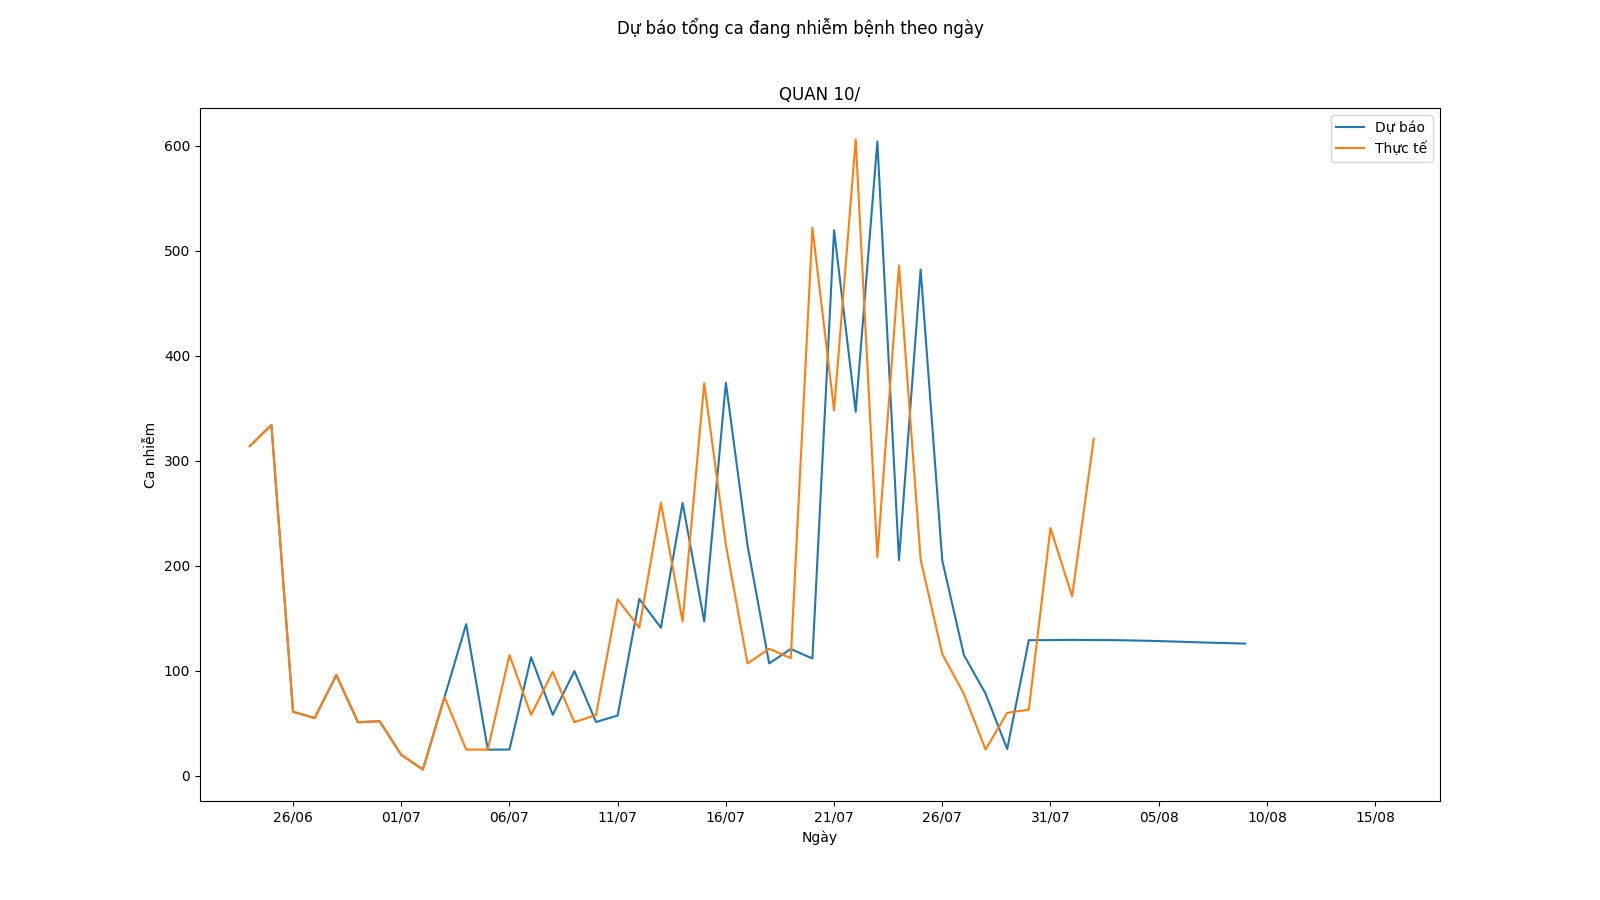 Dự báo tổng ca đang nhiễm bệnh theo ngày
QUAN 10/
Dự báo
Thực tế
600
500
400
300
200
100
0
Ca nhiễm
26/06 01/07 06/07 11/07 16/07 21/07 26/07 31/07 05/08 10/08 15/08
Ngày